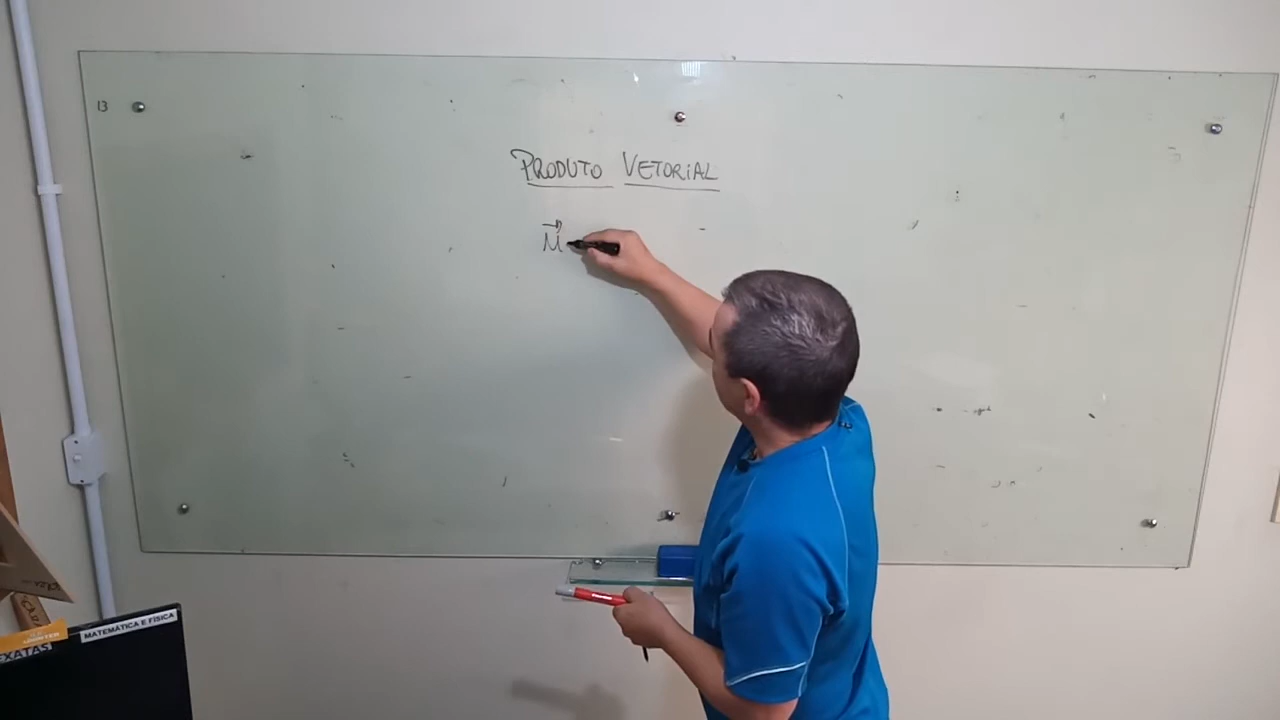 13
PRODUTO VETORIAL
M⃗
MATEMÁTICA E FÍSICA
EXATAS